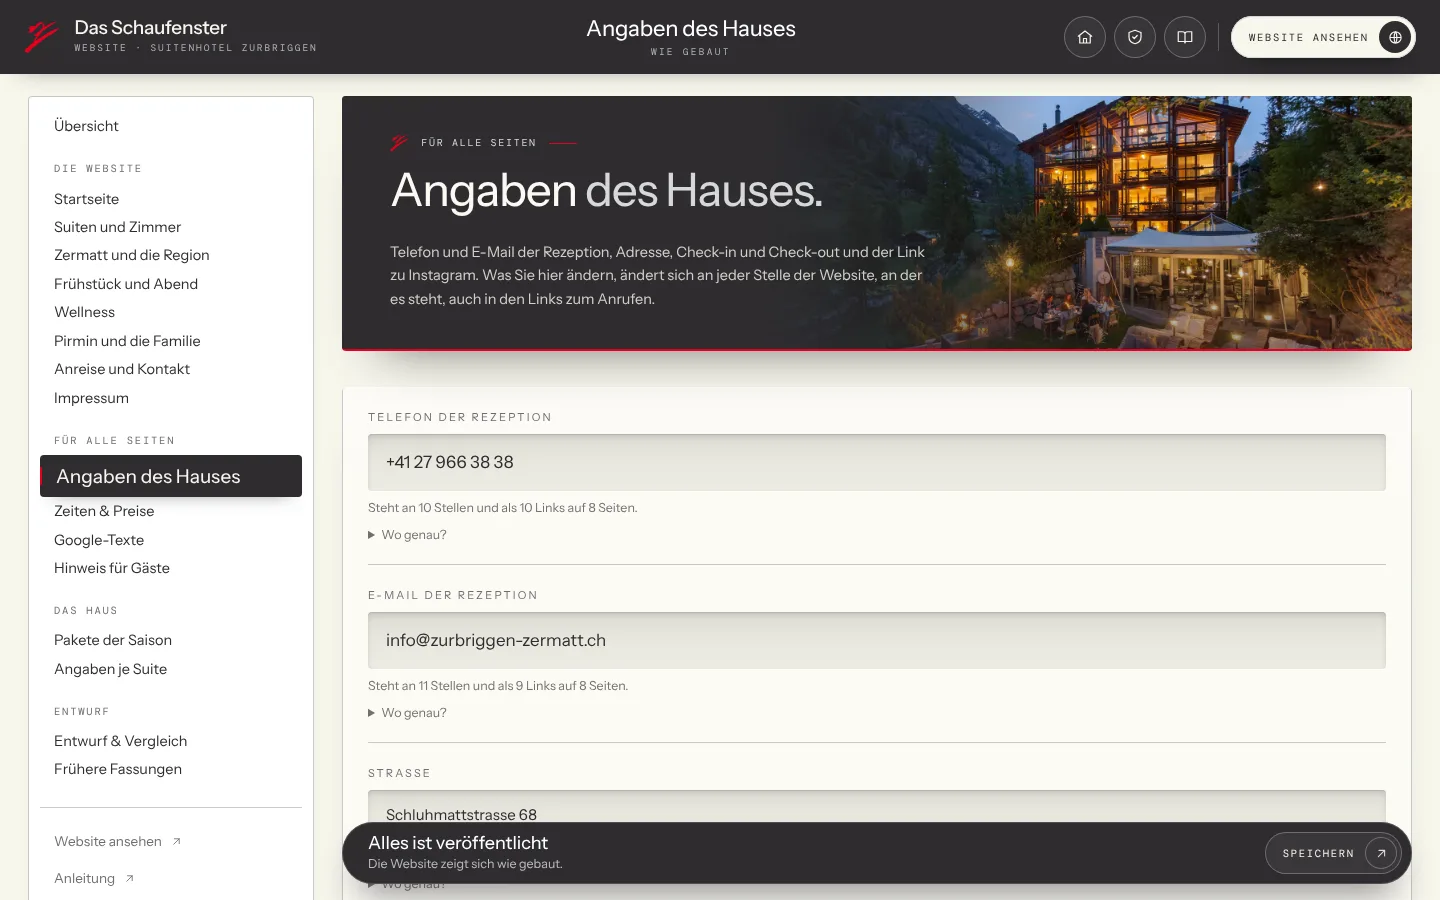 Das Schaufenster
WEBSITE · SUITENHOTEL ZURBRIGGEN
Angaben des Hauses
WIE GEBAUT
WEBSITE ANSEHEN
Übersicht
DIE WEBSITE
Startseite
Suiten und Zimmer
Zermatt und die Region
Frühstück und Abend
Wellness
Pirmin und die Familie
Anreise und Kontakt
Impressum
FÜR ALLE SEITEN
Angaben des Hauses
Zeiten & Preise
Google-Texte
Hinweis für Gäste
DAS HAUS
Pakete der Saison
Angaben je Suite
ENTWURF
Entwurf & Vergleich
Frühere Fassungen
Website ansehen
Anleitung
FÜR ALLE SEITEN
Angaben des Hauses.
Telefon und E-Mail der Rezeption, Adresse, Check-in und Check-out und der Link
zu Instagram. Was Sie hier ändern, ändert sich an jeder Stelle der Website, an der
es steht, auch in den Links zum Anrufen.
TELEFON DER REZEPTION
+41 27 966 38 38
Steht an 10 Stellen und als 10 Links auf 8 Seiten.
Wo genau?
E-MAIL DER REZEPTION
info@zurbriggen-zermatt.ch
Steht an 11 Stellen und als 9 Links auf 8 Seiten.
Wo genau?
STRASSE
Schluhmattstrasse 68
Alles ist veröffentlicht
Die Website zeigt sich wie gebaut.
SPEICHERN
Wo genau?